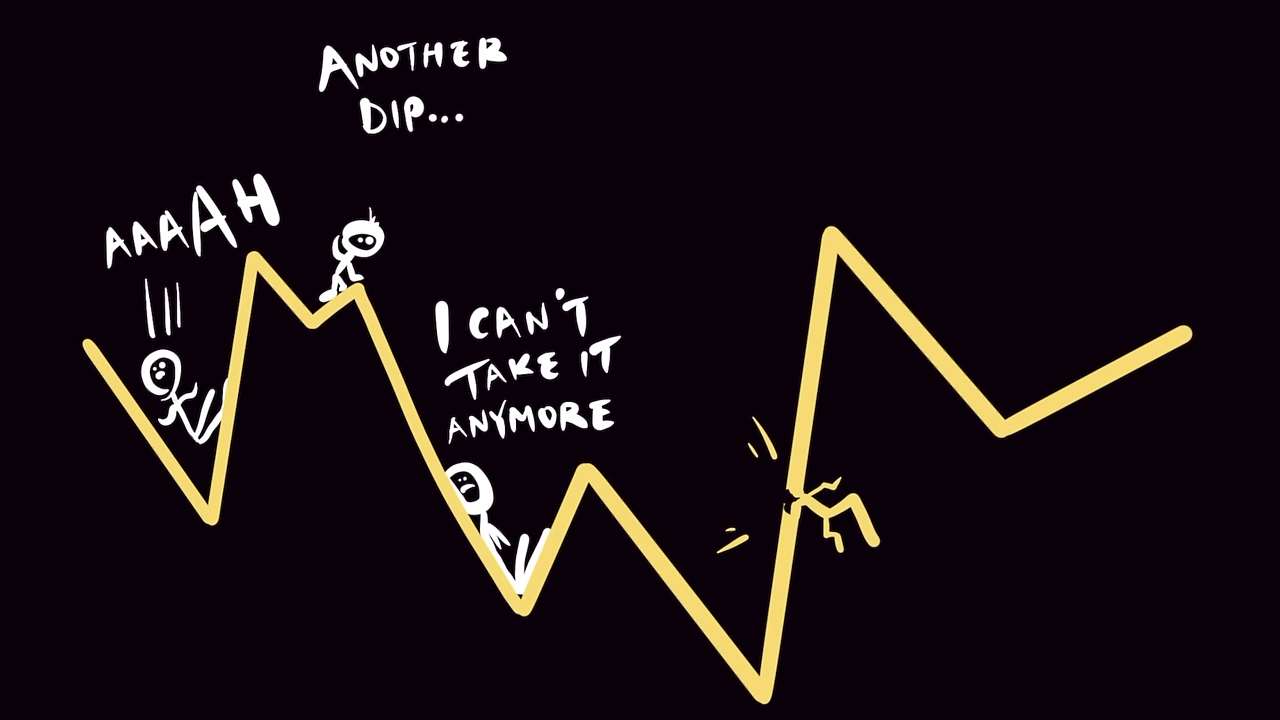 ANOTHER
DIP...
AAAAH
I CAN'T
TAKE IT
ANYMORE